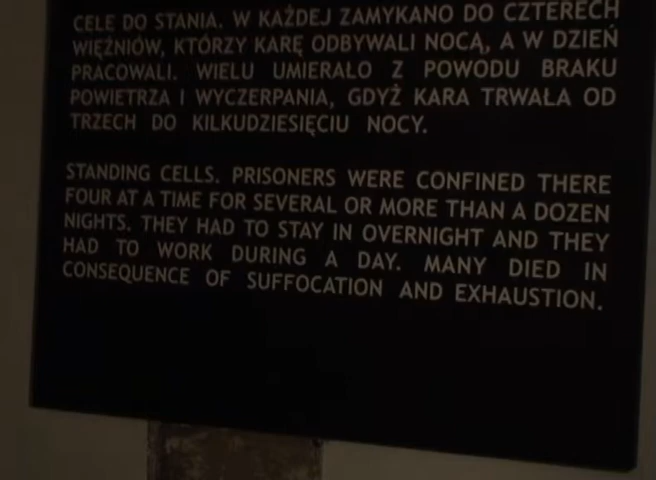 CELE DO STANIA. W KAŻDEJ ZAMYKANO DO CZTERECH
WIĘŹNIÓW, KTÓRZY KARĘ ODBYWALI NOCĄ, A W DZIEŃ
PRACOWALI. WIELU UMIERAŁO Z POWODU BRAKU
POWIETRZA I WYCZERPANIA, GDYŻ KARA TRWAŁA OD
TRZECH DO KILKUDZIESIĘCIU NOCY.
STANDING CELLS. PRISONERS WERE CONFINED THERE
FOUR AT A TIME FOR SEVERAL OR MORE THAN A DOZEN
NIGHTS. THEY HAD TO STAY IN OVERNIGHT AND THEY
HAD TO WORK DURING A DAY. MANY DIED IN
CONSEQUENCE OF SUFFOCATION AND EXHAUSTION.